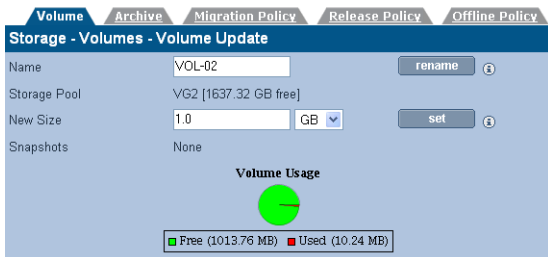 Volume Archive Migration Policy Release Policy Offline Policy
Storage - Volumes - Volume Update
Name VOL-02 rename
Storage Pool VG2 [1637.32 GB free]
New Size 1.0 GB set
Snapshots None
Volume Usage
Free (1013.76 MB) Used (10.24 MB)